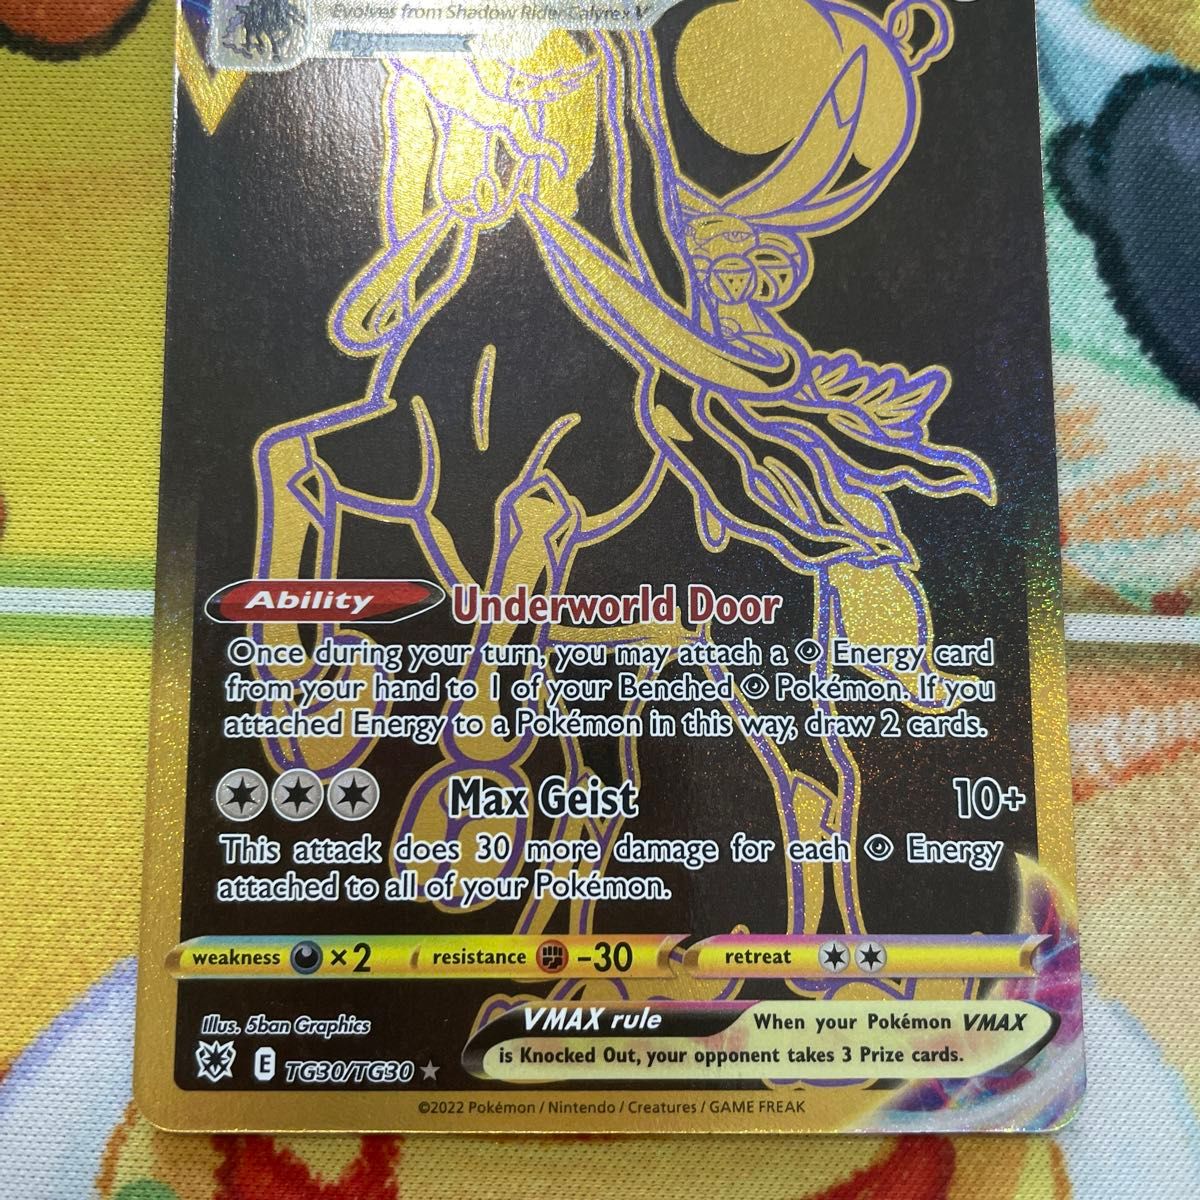 Evolves from Shadow Rider Calyrex V
Ability Underworld Door
Once during your turn, you may attach a Energy card
from your hand to 1 of your Benched Pokémon. If you
attached Energy to a Pokémon in this way, draw 2 cards.
Max Geist 10+
This attack does 30 more damage for each Energy
attached to all of your Pokémon.
weakness ×2 resistance -30 retreat
Illus. 5ban Graphics
VMAX rule When your Pokémon VMAX
is Knocked Out, your opponent takes 3 Prize cards.
E TG30/TG30
©2022 Pokémon / Nintendo / Creatures / GAME FREAK